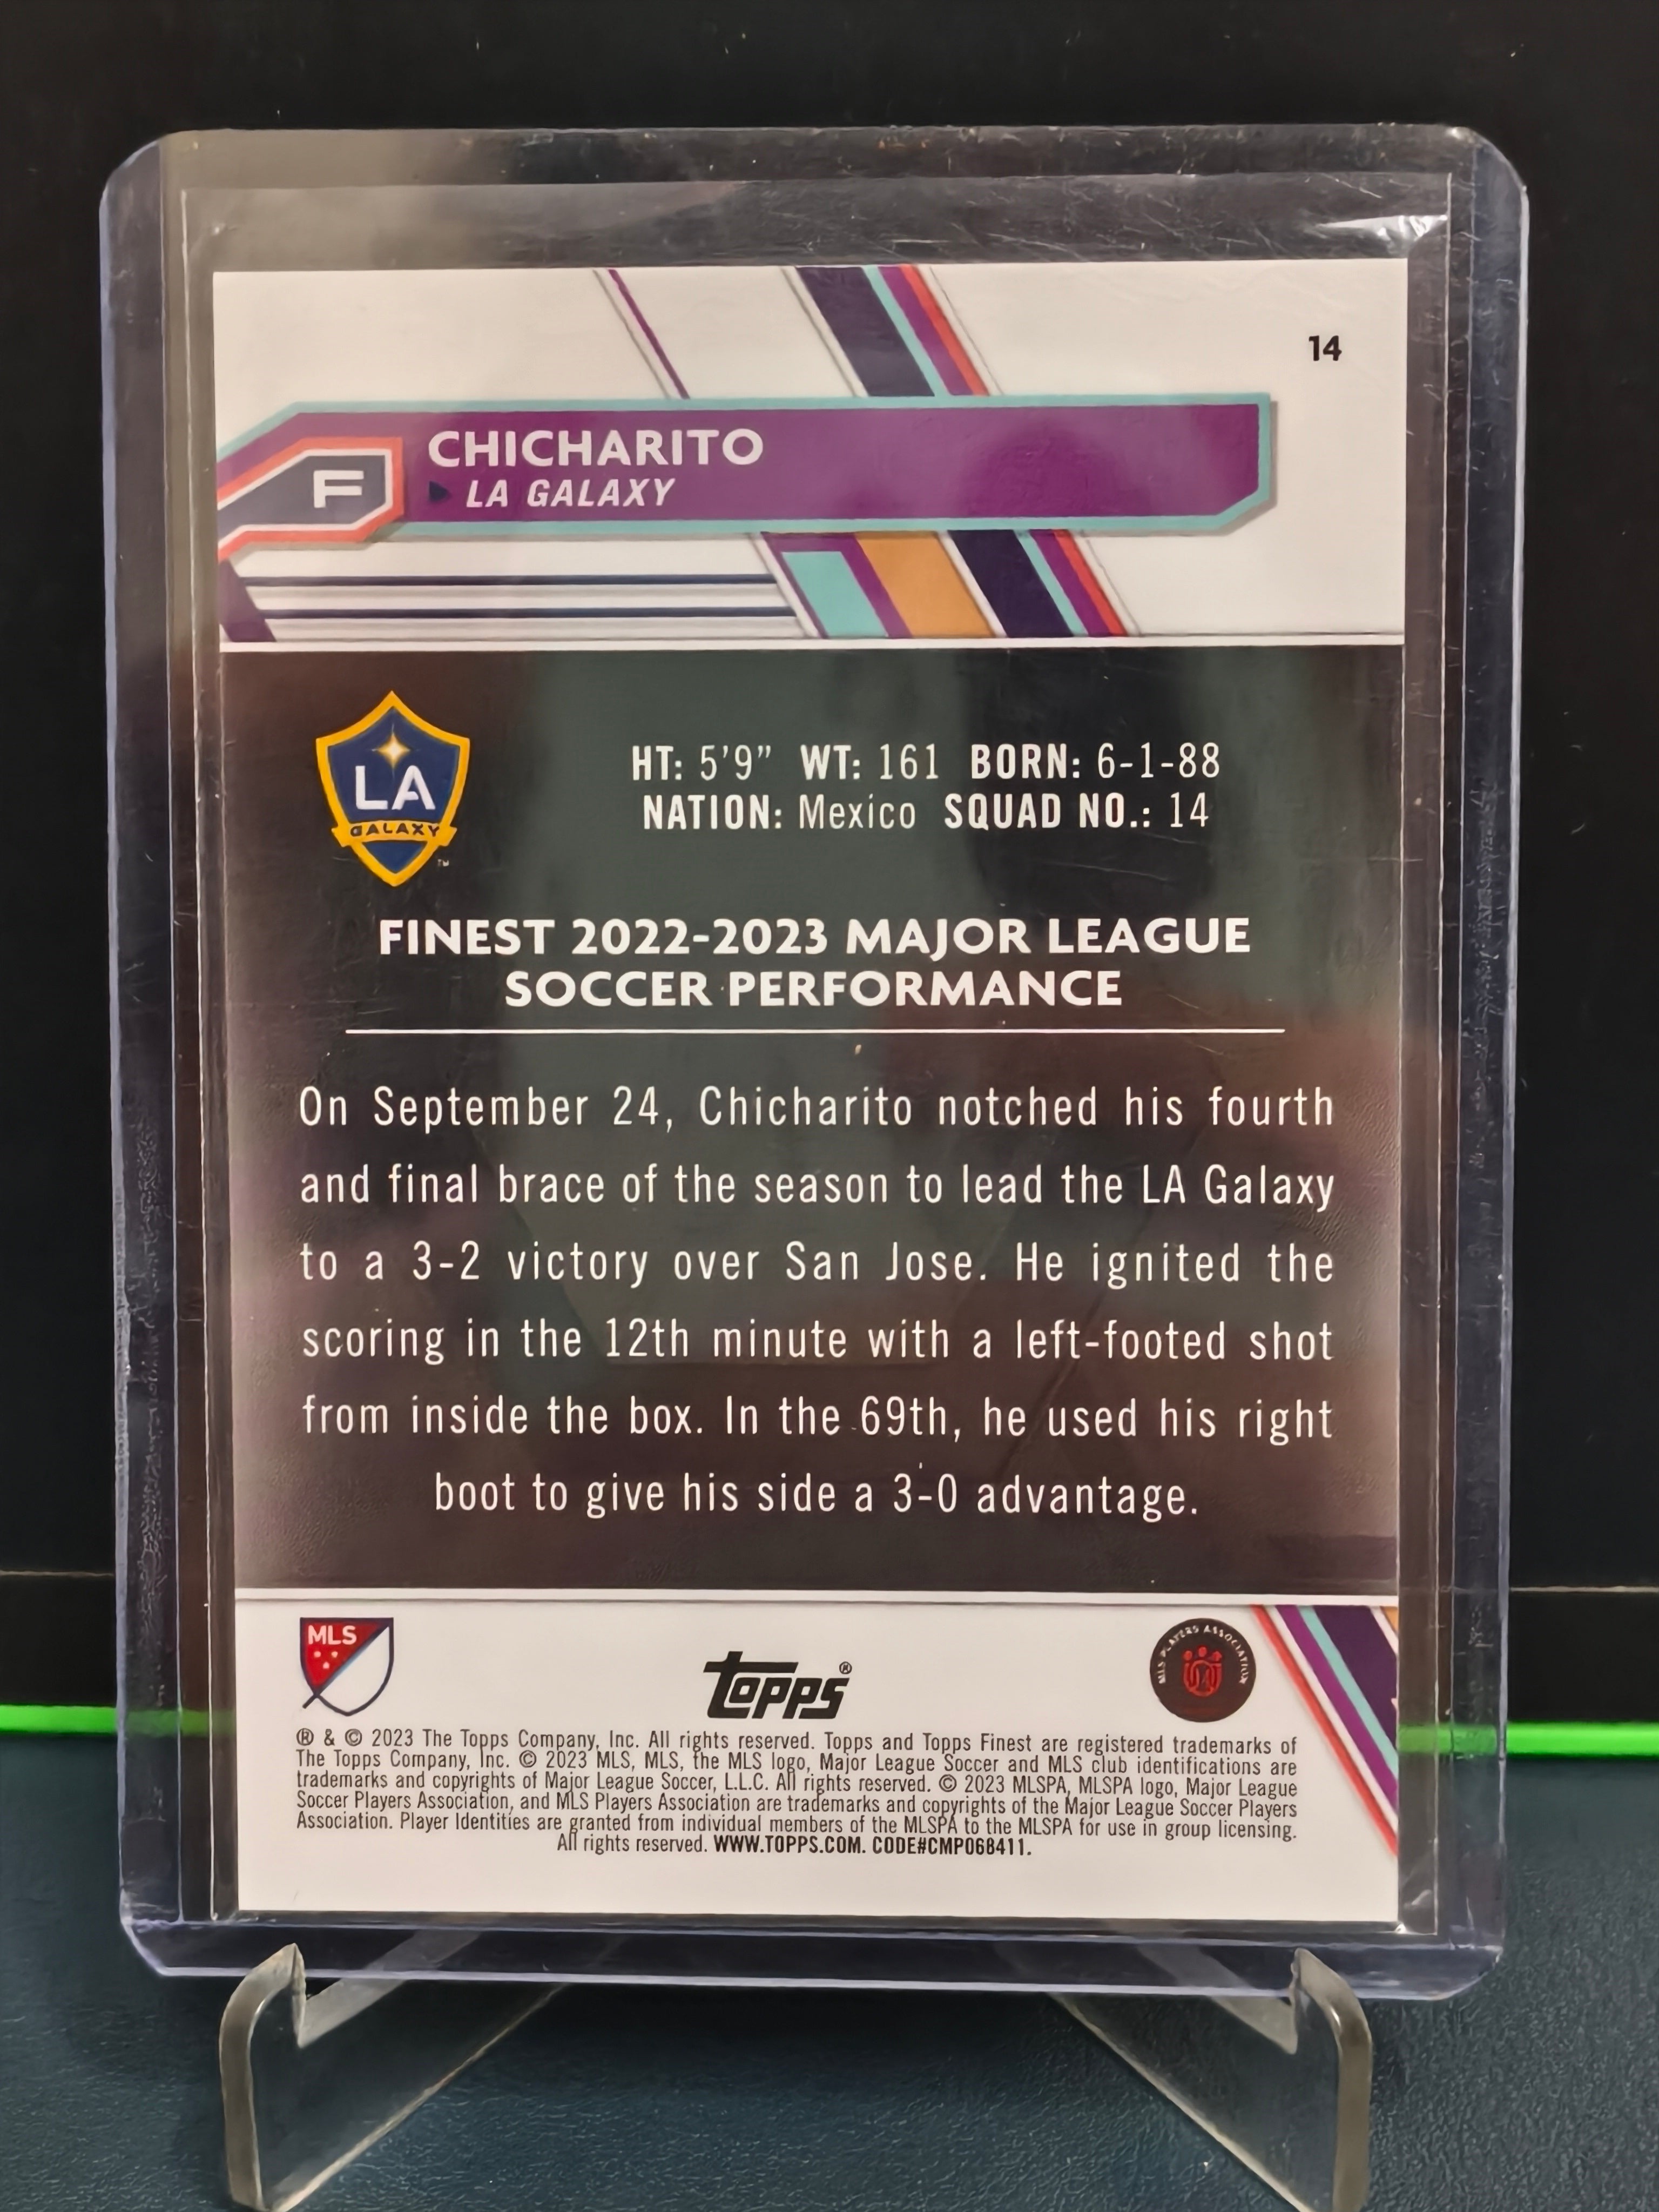 14
CHICHARITO
LA GALAXY
F
LA
GALAXY
TM
HT: 5'9” WT: 161 BORN: 6-1-88
NATION: Mexico SQUAD NO.: 14
FINEST 2022-2023 MAJOR LEAGUE
SOCCER PERFORMANCE
On September 24, Chicharito notched his fourth
and final brace of the season to lead the LA Galaxy
to a 3-2 victory over San Jose. He ignited the
scoring in the 12th minute with a left-footed shot
from inside the box. In the 69th, he used his right
boot to give his side a 3-0 advantage.
MLS
topps®
MLS PLAYERS ASSOCIATION
® & © 2023 The Topps Company, Inc. All rights reserved. Topps and Topps Finest are registered trademarks of
The Topps Company, Inc. © 2023 MLS, MLS, the MLS logo, Major League Soccer and MLS club identifications are
trademarks and copyrights of Major League Soccer, L.L.C. All rights reserved. © 2023 MLSPA, MLSPA logo, Major League
Soccer Players Association, and MLS Players Association are trademarks and copyrights of the Major League Soccer Players
Association. Player Identities are granted from individual members of the MLSPA to the MLSPA for use in group licensing.
All rights reserved. WWW.TOPPS.COM. CODE#CMP068411.